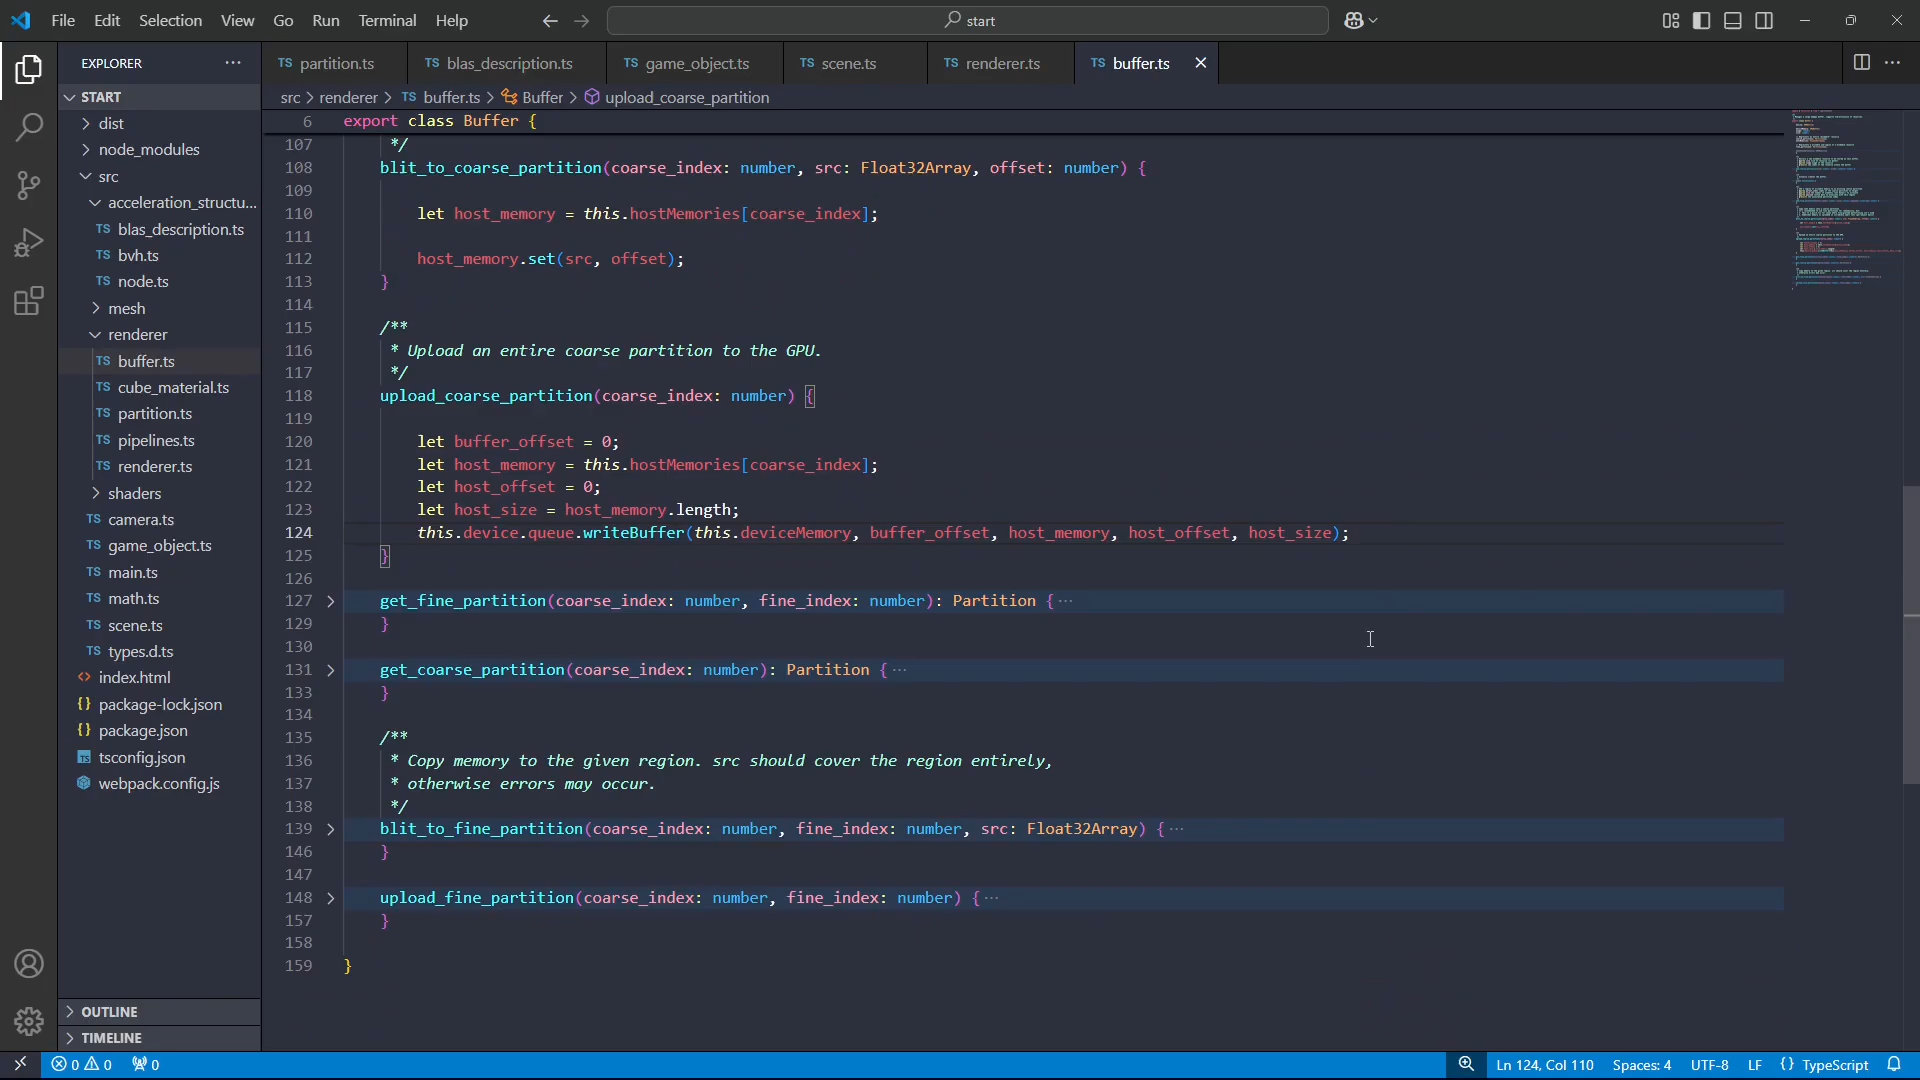 File Edit Selection View Go Run Terminal Help
start
EXPLORER
START
dist
node_modules
src
acceleration_structu...
TS blas_description.ts
TS bvh.ts
TS node.ts
mesh
renderer
TS buffer.ts
TS cube_material.ts
TS partition.ts
TS pipelines.ts
TS renderer.ts
shaders
TS camera.ts
TS game_object.ts
TS main.ts
TS math.ts
TS scene.ts
TS types.d.ts
<> index.html
{} package-lock.json
{} package.json
TS tsconfig.json
webpack.config.js
OUTLINE
TIMELINE
TS partition.ts TS blas_description.ts TS game_object.ts TS scene.ts TS renderer.ts TS buffer.ts
src > renderer > TS buffer.ts > Buffer > upload_coarse_partition
6 export class Buffer {
107 */
108 blit_to_coarse_partition(coarse_index: number, src: Float32Array, offset: number) {
109
110 let host_memory = this.hostMemories[coarse_index];
111
112 host_memory.set(src, offset);
113 }
114
115 /**
116 * Upload an entire coarse partition to the GPU.
117 */
118 upload_coarse_partition(coarse_index: number) {
119
120 let buffer_offset = 0;
121 let host_memory = this.hostMemories[coarse_index];
122 let host_offset = 0;
123 let host_size = host_memory.length;
124 this.device.queue.writeBuffer(this.deviceMemory, buffer_offset, host_memory, host_offset, host_size);
125 }
126
127 get_fine_partition(coarse_index: number, fine_index: number): Partition {···
129 }
130
131 get_coarse_partition(coarse_index: number): Partition {···
133 }
134
135 /**
136 * Copy memory to the given region. src should cover the region entirely,
137 * otherwise errors may occur.
138 */
139 blit_to_fine_partition(coarse_index: number, fine_index: number, src: Float32Array) {···
146 }
147
148 upload_fine_partition(coarse_index: number, fine_index: number) {···
157 }
158
159 }
0 0 0
Ln 124, Col 110 Spaces: 4 UTF-8 LF {} TypeScript